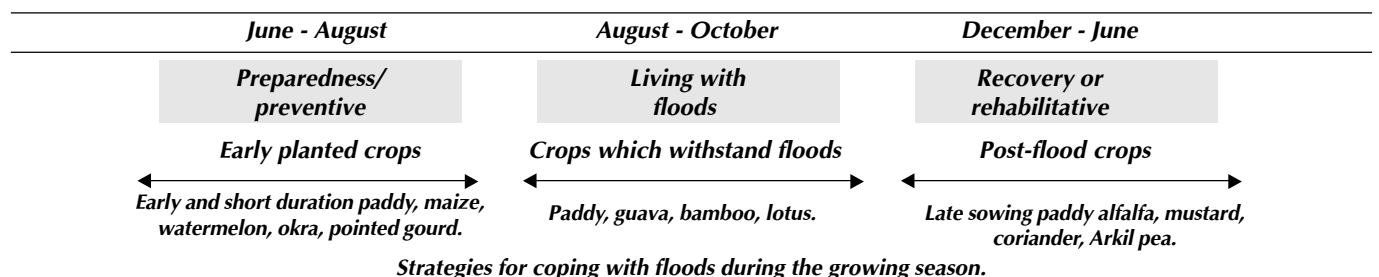 June - August August - October December - June
Preparedness/ Living with Recovery or
preventive floods rehabilitative
Early planted crops Crops which withstand floods Post-flood crops
Early and short duration paddy, maize,
watermelon, okra, pointed gourd.
Paddy, guava, bamboo, lotus.
Late sowing paddy alfalfa, mustard,
coriander, Arkil pea.
Strategies for coping with floods during the growing season.